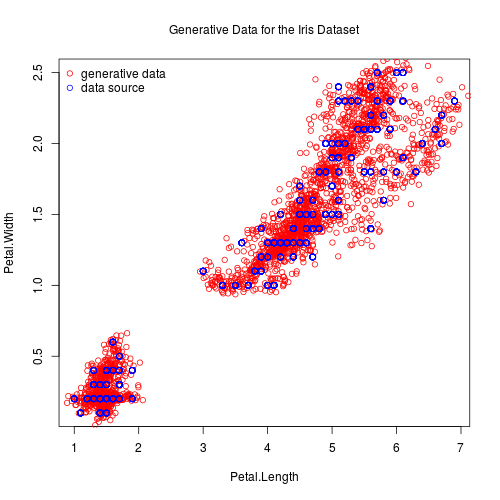 Generative Data for the Iris Dataset
generative data
data source
Petal.Width
0.5
1.0
1.5
2.0
2.5
1 2 3 4 5 6 7
Petal.Length